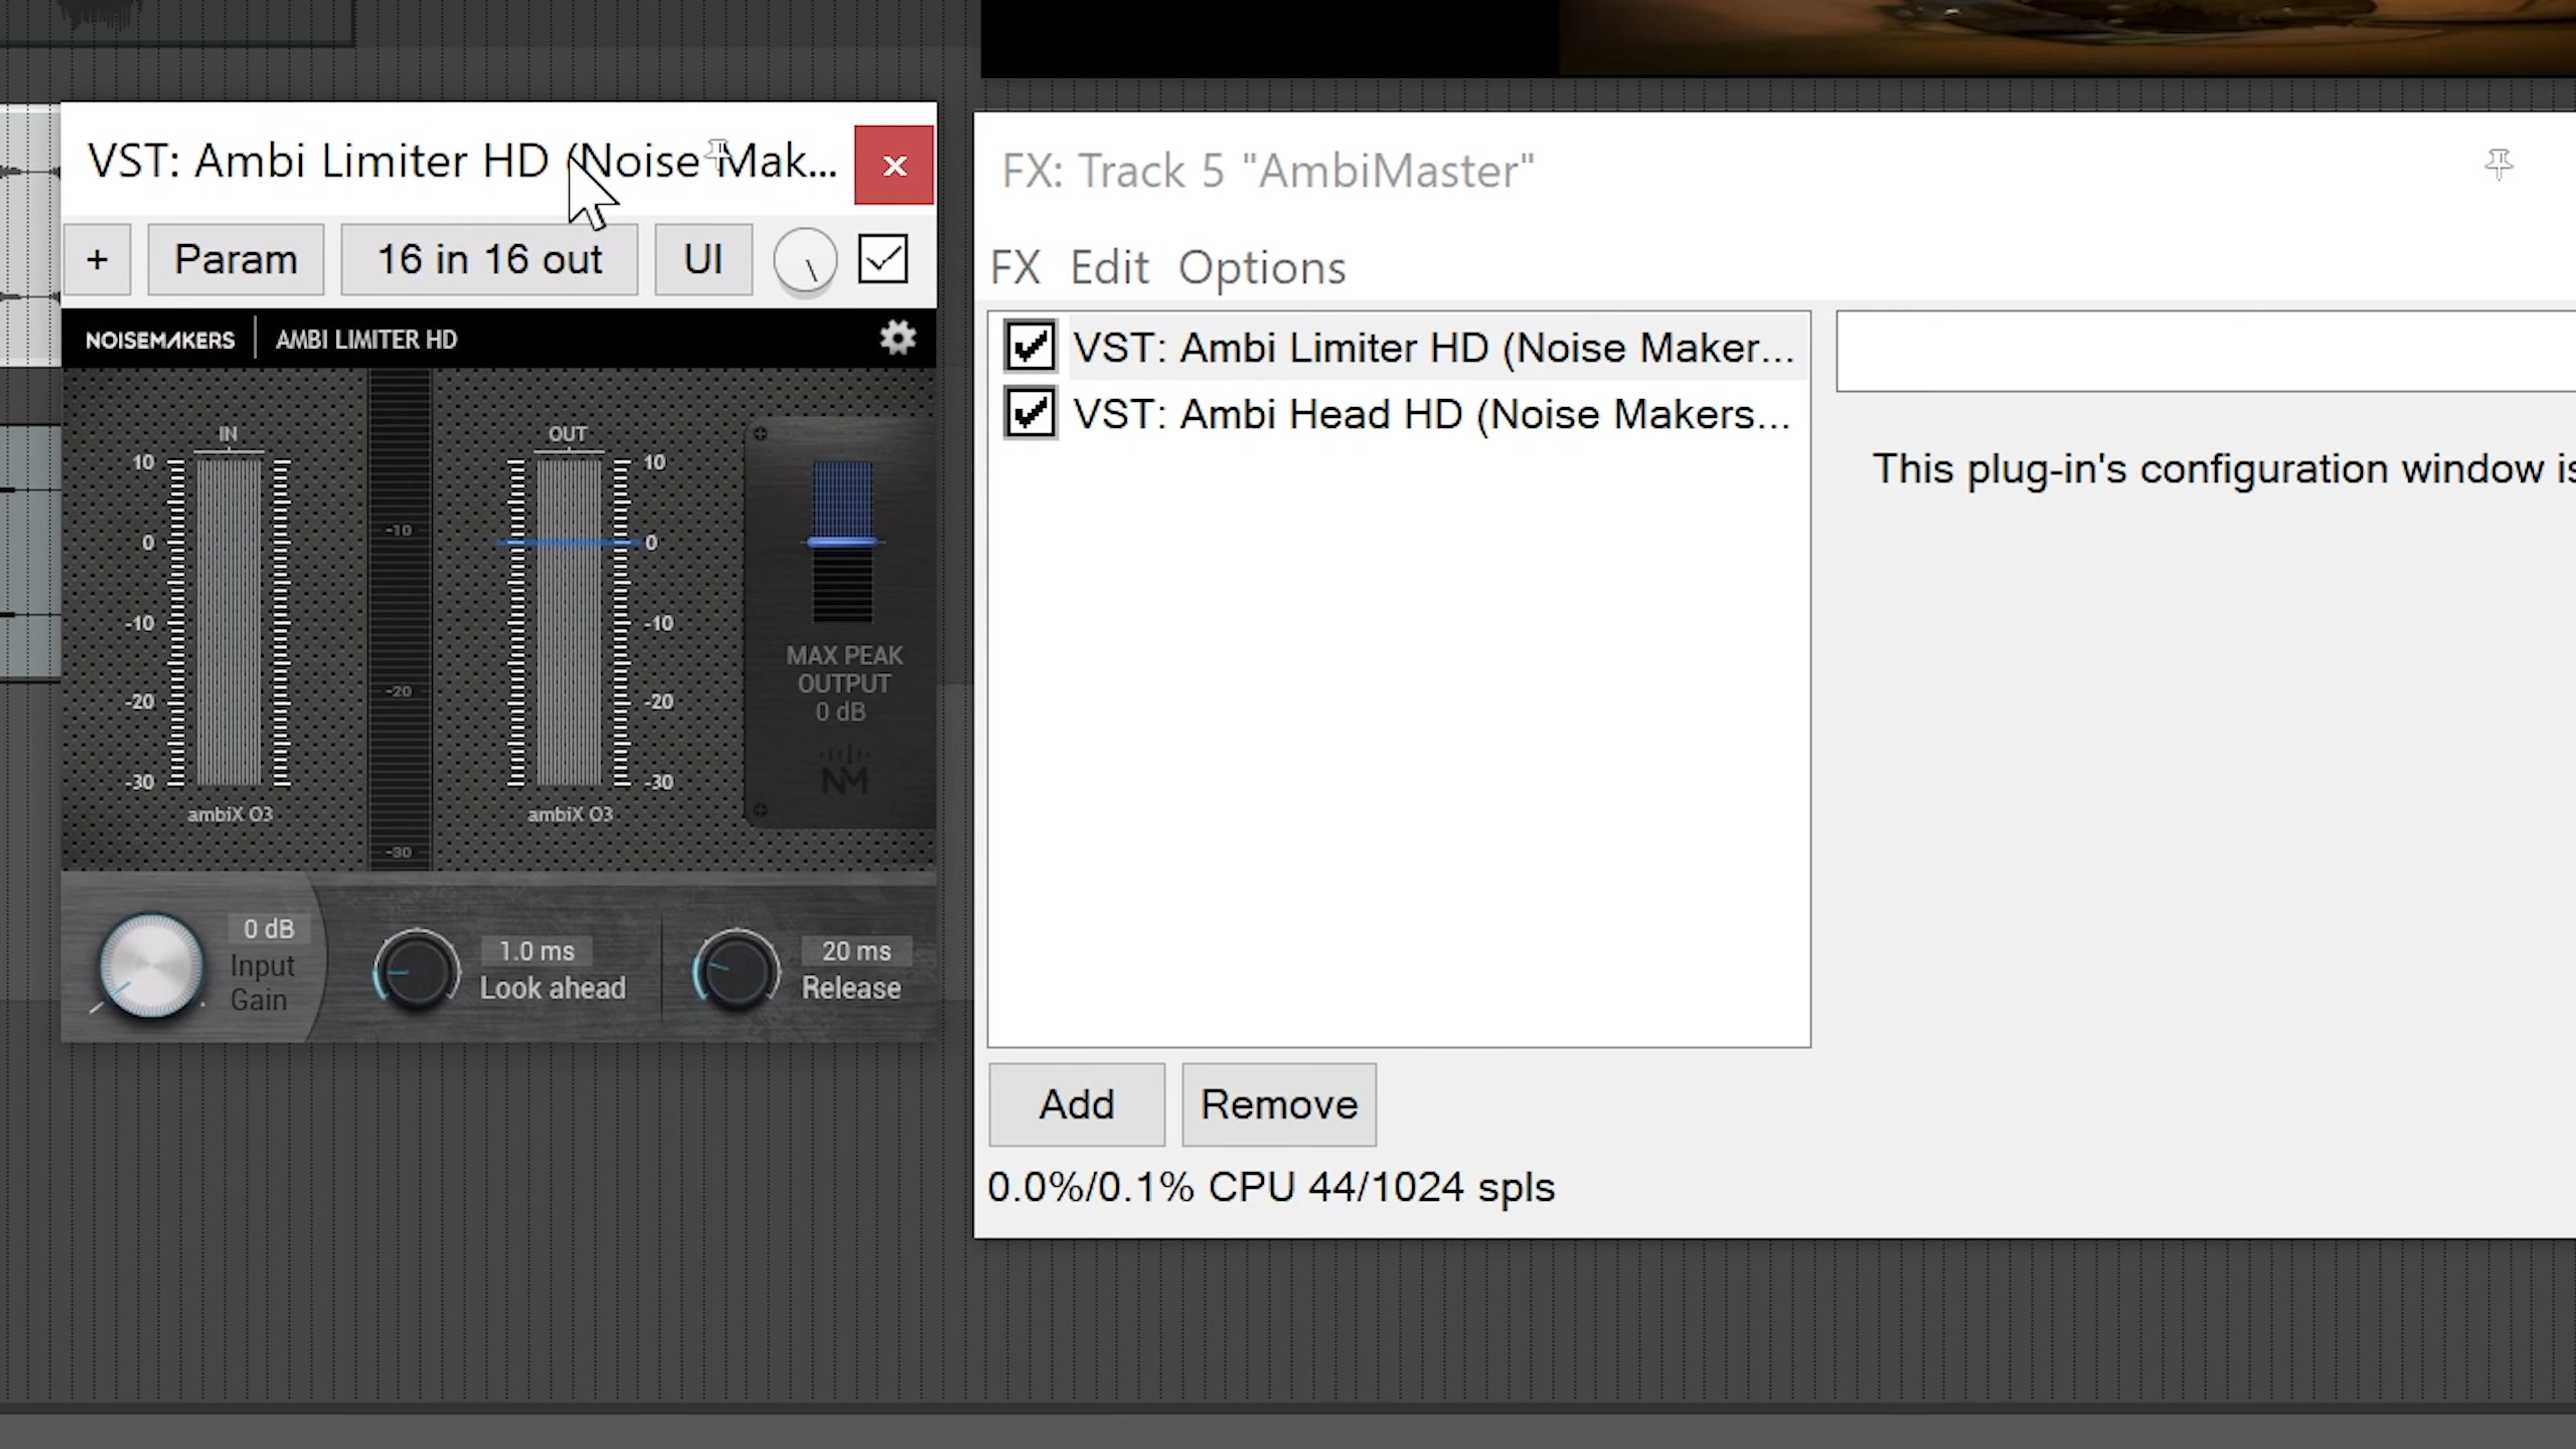 VST: Ambi Limiter HD (Noise Mak...
x
+ Param 16 in 16 out UI
NOISEMAKERS AMBI LIMITER HD
IN
10
0
-10
-20
-30
ambiX O3
-10
-20
-30
OUT
10
0
-10
-20
-30
ambiX O3
MAX PEAK
OUTPUT
0 dB
NM
0 dB
Input
Gain
1.0 ms
Look ahead
20 ms
Release
FX: Track 5 "AmbiMaster"
FX Edit Options
VST: Ambi Limiter HD (Noise Maker...
VST: Ambi Head HD (Noise Makers...
This plug-in's configuration window is
Add Remove
0.0%/0.1% CPU 44/1024 spls